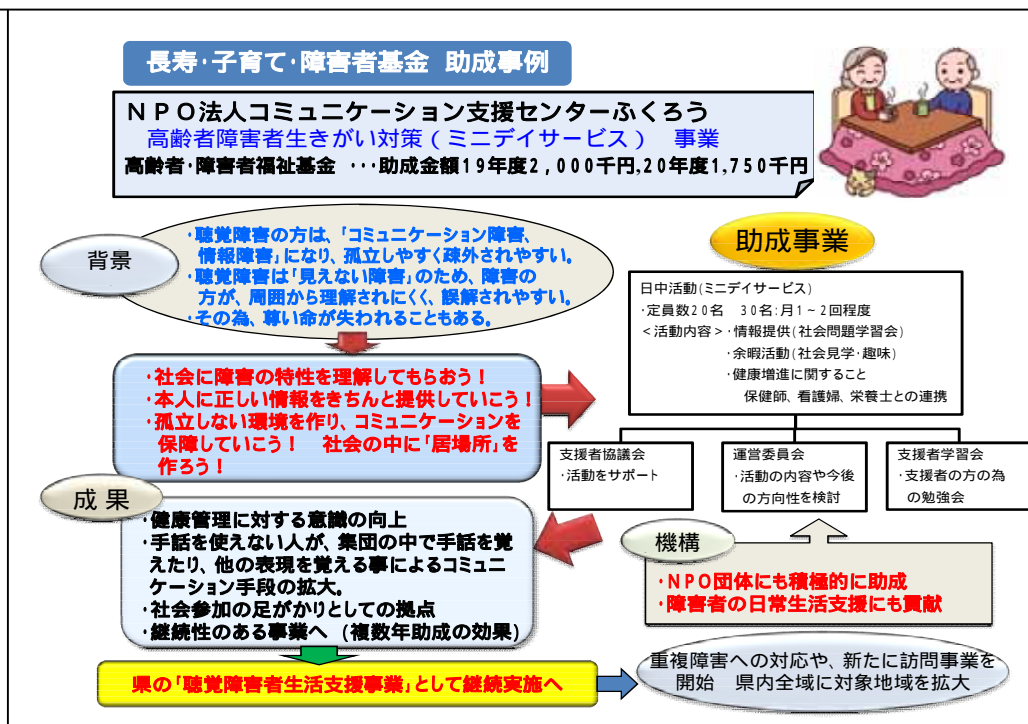 長寿・子育て・障害者基金 助成事例
NPO法人コミュニケーション支援センターふくろう
高齢者障害者生きがい対策(ミニデイサービス) 事業
高齢者・障害者福祉基金 ・・・助成金額19年度2,000千円,20年度1,750千円
背景
・聴覚障害の方は、「コミュニケーション障害、
情報障害」になり、孤立しやすく疎外されやすい。
・聴覚障害は「見えない障害」のため、障害の
方が、周囲から理解されにくく、誤解されやすい。
・その為、尊い命が失われることもある。
・社会に障害の特性を理解してもらおう!
・本人に正しい情報をきちんと提供していこう!
・孤立しない環境を作り、コミュニケーションを
保障していこう! 社会の中に「居場所」を
作ろう!
助成事業
日中活動(ミニデイサービス)
・定員数20名 30名:月1~2回程度
<活動内容>・情報提供(社会問題学習会)
・余暇活動(社会見学・趣味)
・健康増進に関すること
保健師、看護婦、栄養士との連携
支援者協議会
・活動をサポート
運営委員会
・活動の内容や今後
の方向性を検討
支援者学習会
・支援者の方の為
の勉強会
成果
・健康管理に対する意識の向上
・手話を使えない人が、集団の中で手話を覚
えたり、他の表現を覚える事によるコミュニ
ケーション手段の拡大。
・社会参加の足がかりとしての拠点
・継続性のある事業へ (複数年助成の効果)
機構
・NPO団体にも積極的に助成
・障害者の日常生活支援にも貢献
県の「聴覚障害者生活支援事業」として継続実施へ
重複障害への対応や、新たに訪問事業を
開始 県内全域に対象地域を拡大